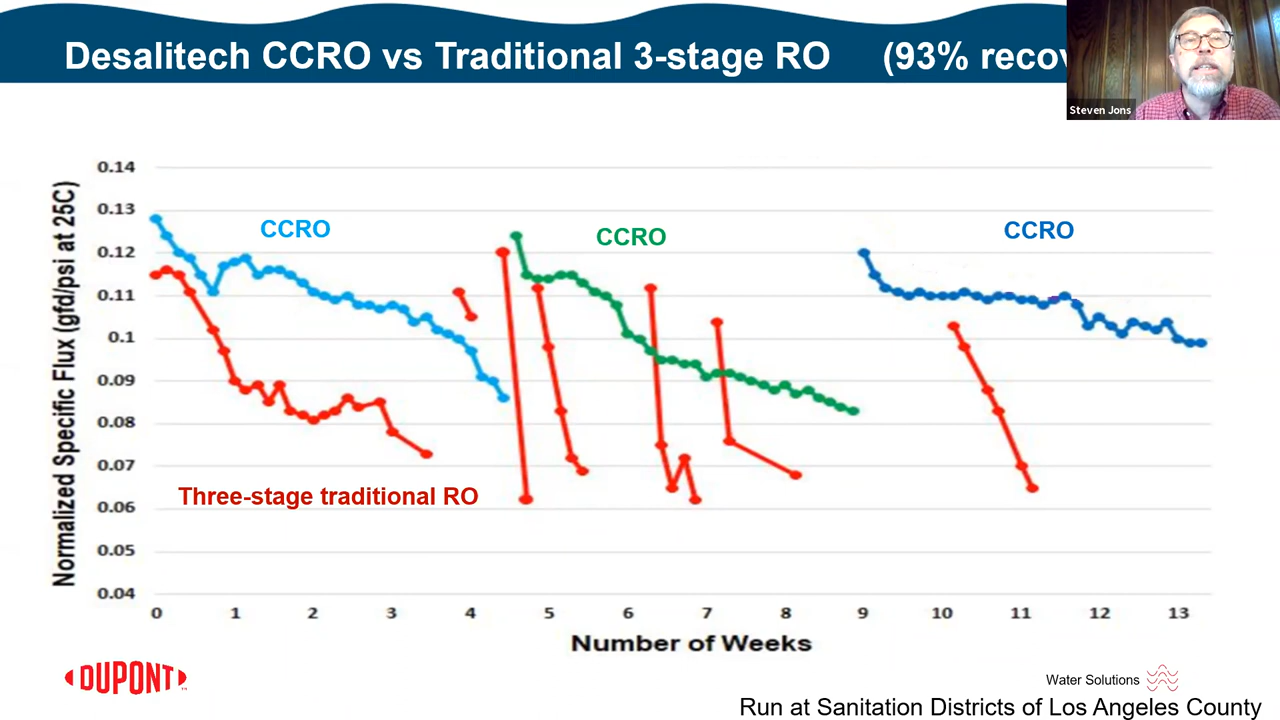 Desalitech CCRO vs Traditional 3-stage RO (93% recov
Steven Jons
Normalized Specific Flux (gfd/psi at 25C)
0.14
0.13
0.12
0.11
0.1
0.09
0.08
0.07
0.06
0.05
0.04
CCRO
CCRO
CCRO
Three-stage traditional RO
0 1 2 3 4 5 6 7 8 9 10 11 12 13
Number of Weeks
DUPONT™
Water Solutions
Run at Sanitation Districts of Los Angeles County